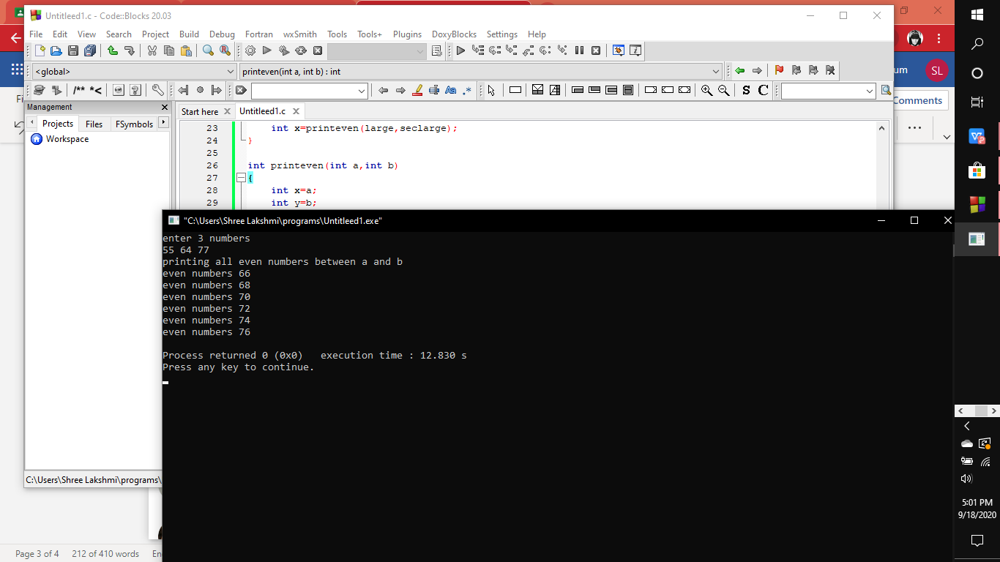 Untitleed1.c - Code::Blocks 20.03
File Edit View Search Project Build Debug Fortran wxSmith Tools Tools+ Plugins DoxyBlocks Settings Help
<global>
printeven(int a, int b) : int
um
SL
/** *<
Aa .*
S C
Fi
Comments
Management
Projects Files FSymbols
Workspace
Start here
Untitleed1.c
23 int x=printeven(large,seclarge);
24 }
25
26 int printeven(int a,int b)
27 {
28 int x=a;
29 int y=b;
"C:\Users\Shree Lakshmi\programs\Untitleed1.exe"
enter 3 numbers
55 64 77
printing all even numbers between a and b
even numbers 66
even numbers 68
even numbers 70
even numbers 72
even numbers 74
even numbers 76
Process returned 0 (0x0) execution time : 12.830 s
Press any key to continue.
C:\Users\Shree Lakshmi\programs\
Page 3 of 4 212 of 410 words En
5:01 PM
9/18/2020